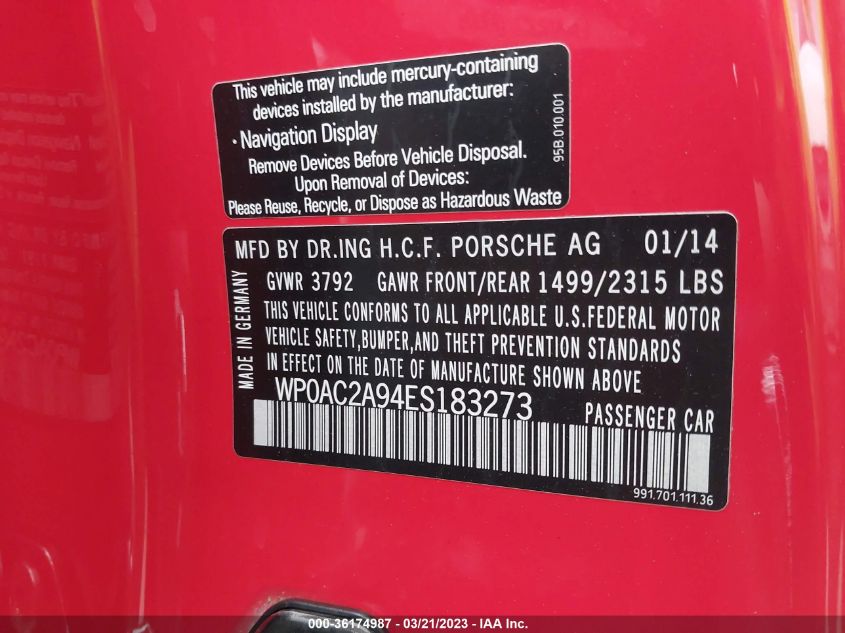 This vehicle may include mercury-containing
devices installed by the manufacturer:
· Navigation Display
Remove Devices Before Vehicle Disposal.
Upon Removal of Devices:
Please Reuse, Recycle, or Dispose as Hazardous Waste
95B.010.001
MFD BY DR.ING H.C.F. PORSCHE AG 01/14
GVWR 3792 GAWR FRONT/REAR 1499/2315 LBS
THIS VEHICLE CONFORMS TO ALL APPLICABLE U.S.FEDERAL MOTOR
VEHICLE SAFETY,BUMPER,AND THEFT PREVENTION STANDARDS
IN EFFECT ON THE DATE OF MANUFACTURE SHOWN ABOVE
WP0AC2A94ES183273 PASSENGER CAR
MADE IN GERMANY
991.701.111.36
000-36174987 - 03/21/2023 - IAA Inc.